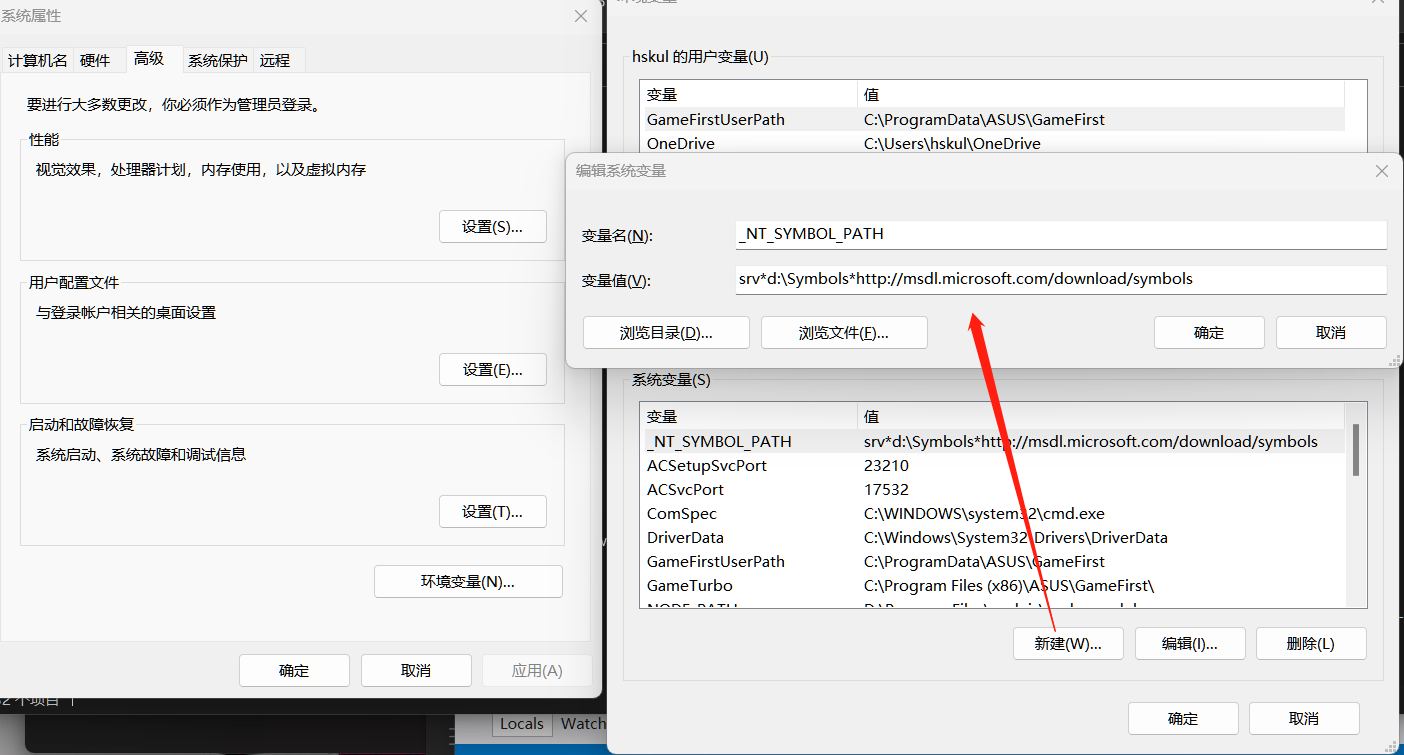 系统属性
计算机名 硬件 高级 系统保护 远程
要进行大多数更改，你必须作为管理员登录。
性能
视觉效果，处理器计划，内存使用，以及虚拟内存
设置(S)...
用户配置文件
与登录帐户相关的桌面设置
设置(E)...
启动和故障恢复
系统启动、系统故障和调试信息
设置(T)...
环境变量(N)...
确定 取消 应用(A)
个项目
Locals Watch
环境变量
hskul 的用户变量(U)
变量 值
GameFirstUserPath C:\ProgramData\ASUS\GameFirst
OneDrive C:\Users\hskul\OneDrive
编辑系统变量
变量名(N): _NT_SYMBOL_PATH
变量值(V): srv*d:\Symbols*http://msdl.microsoft.com/download/symbols
浏览目录(D)... 浏览文件(F)... 确定 取消
系统变量(S)
变量 值
_NT_SYMBOL_PATH srv*d:\Symbols*http://msdl.microsoft.com/download/symbols
ACSetupSvcPort 23210
ACSvcPort 17532
ComSpec C:\WINDOWS\system32\cmd.exe
DriverData C:\Windows\System32\Drivers\DriverData
GameFirstUserPath C:\ProgramData\ASUS\GameFirst
GameTurbo C:\Program Files (x86)\ASUS\GameFirst\
新建(W)... 编辑(I)... 删除(L)
确定 取消